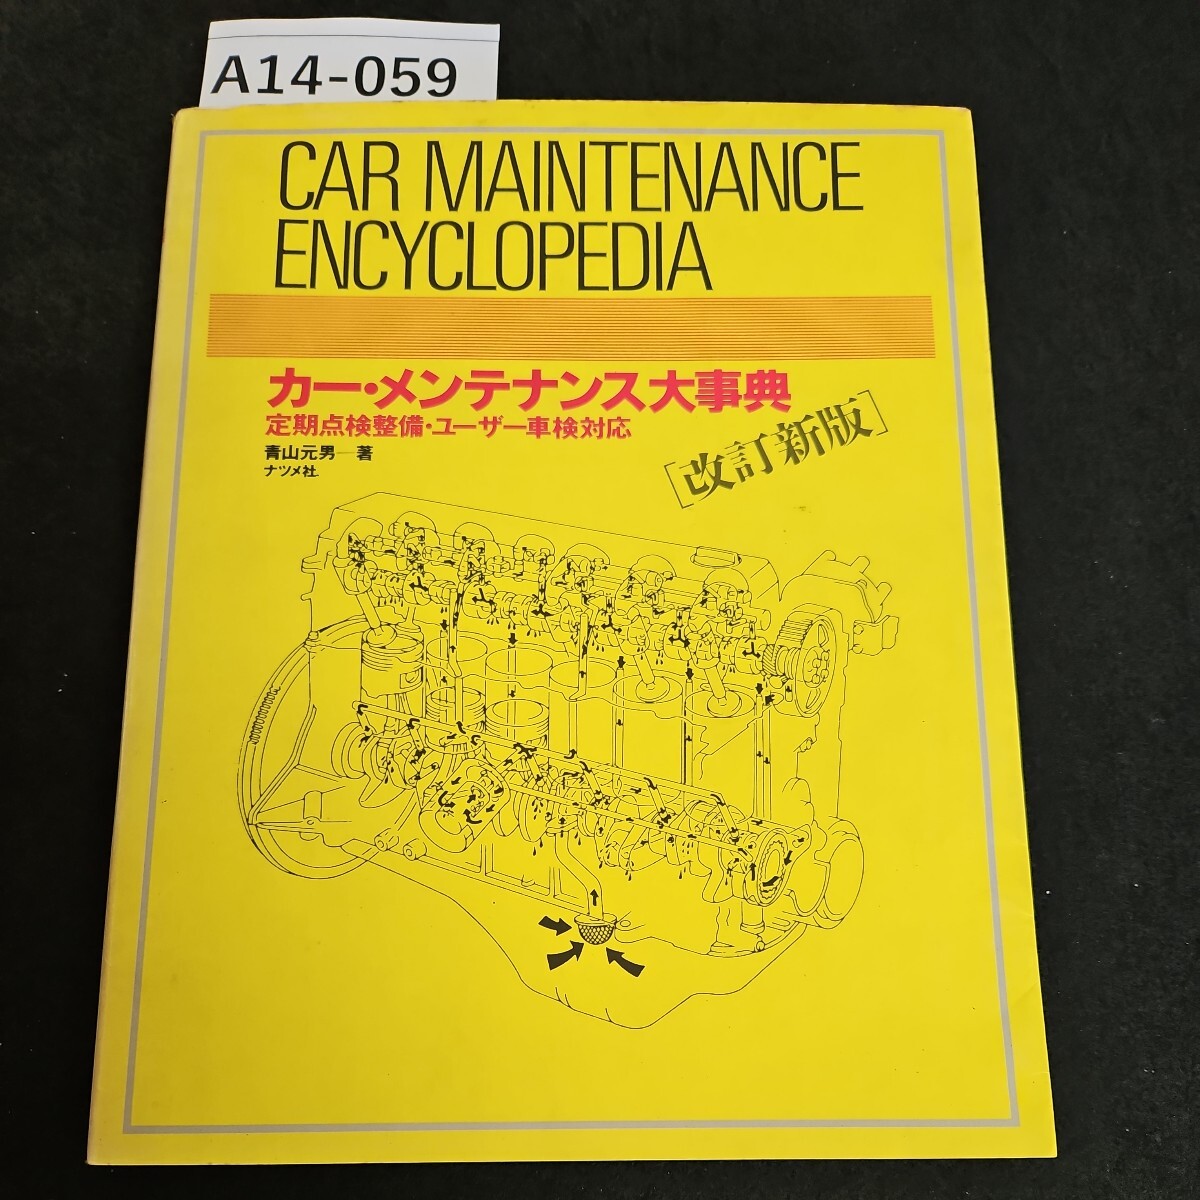 A14-059
CAR MAINTENANCE
ENCYCLOPEDIA
カー・メンテナンス大事典
定期点検整備・ユーザー車検対応
青山元男―著
ナツメ社
[改訂新版]